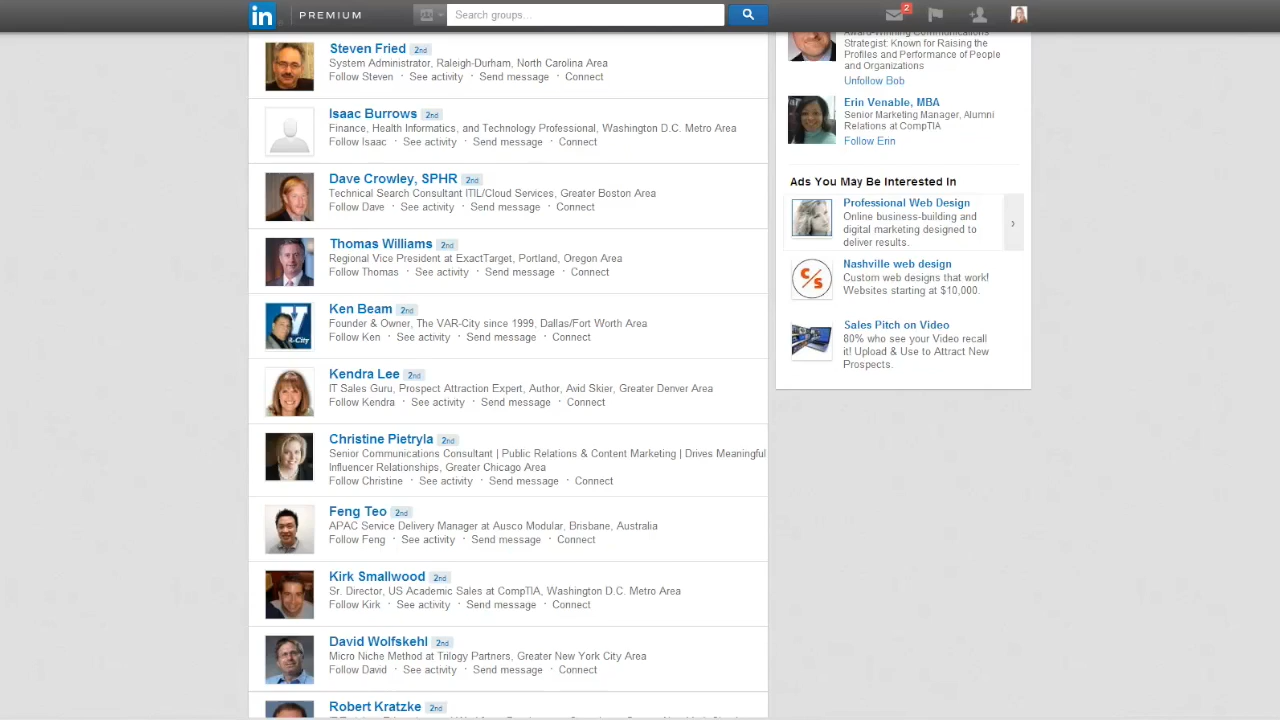 in PREMIUM Search groups... 2
Steven Fried 2nd
System Administrator, Raleigh-Durham, North Carolina Area
Follow Steven · See activity · Send message · Connect
Isaac Burrows 2nd
Finance, Health Informatics, and Technology Professional, Washington D.C. Metro Area
Follow Isaac · See activity · Send message · Connect
Dave Crowley, SPHR 2nd
Technical Search Consultant ITIL/Cloud Services, Greater Boston Area
Follow Dave · See activity · Send message · Connect
Thomas Williams 2nd
Regional Vice President at ExactTarget, Portland, Oregon Area
Follow Thomas · See activity · Send message · Connect
Ken Beam 2nd
Founder & Owner, The VAR-City since 1999, Dallas/Fort Worth Area
Follow Ken · See activity · Send message · Connect
Kendra Lee 2nd
IT Sales Guru, Prospect Attraction Expert, Author, Avid Skier, Greater Denver Area
Follow Kendra · See activity · Send message · Connect
Christine Pietryla 2nd
Senior Communications Consultant | Public Relations & Content Marketing | Drives Meaningful
Influencer Relationships, Greater Chicago Area
Follow Christine · See activity · Send message · Connect
Feng Teo 2nd
APAC Service Delivery Manager at Ausco Modular, Brisbane, Australia
Follow Feng · See activity · Send message · Connect
Kirk Smallwood 2nd
Sr. Director, US Academic Sales at CompTIA, Washington D.C. Metro Area
Follow Kirk · See activity · Send message · Connect
David Wolfskehl 2nd
Micro Niche Method at Trilogy Partners, Greater New York City Area
Follow David · See activity · Send message · Connect
Robert Kratzke 2nd
Award-Winning Communications
Strategist: Known for Raising the
Profiles and Performance of People
and Organizations
Unfollow Bob
Erin Venable, MBA
Senior Marketing Manager, Alumni
Relations at CompTIA
Follow Erin
Ads You May Be Interested In
Professional Web Design
Online business-building and
digital marketing designed to
deliver results.
Nashville web design
Custom web designs that work!
Websites starting at $10,000.
Sales Pitch on Video
80% who see your Video recall
it! Upload & Use to Attract New
Prospects.